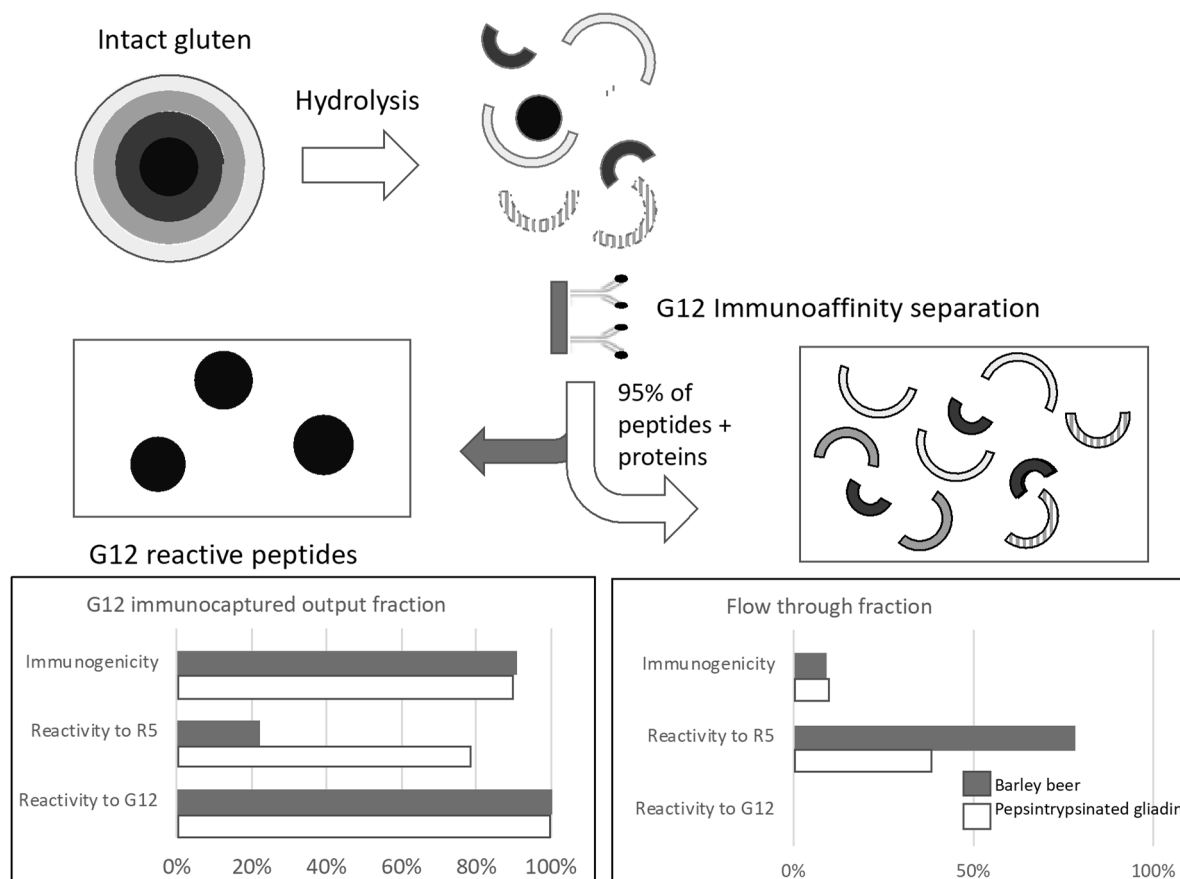 Intact gluten
Hydrolysis
G12 Immunoaffinity separation
95% of
peptides +
proteins
G12 reactive peptides
G12 immunocaptured output fraction
Immunogenicity
Reactivity to R5
Reactivity to G12
0% 20% 40% 60% 80% 100%
Flow through fraction
Immunogenicity
Reactivity to R5
Reactivity to G12
Barley beer
Pepsintrypsinated gliadin
0% 50% 100%